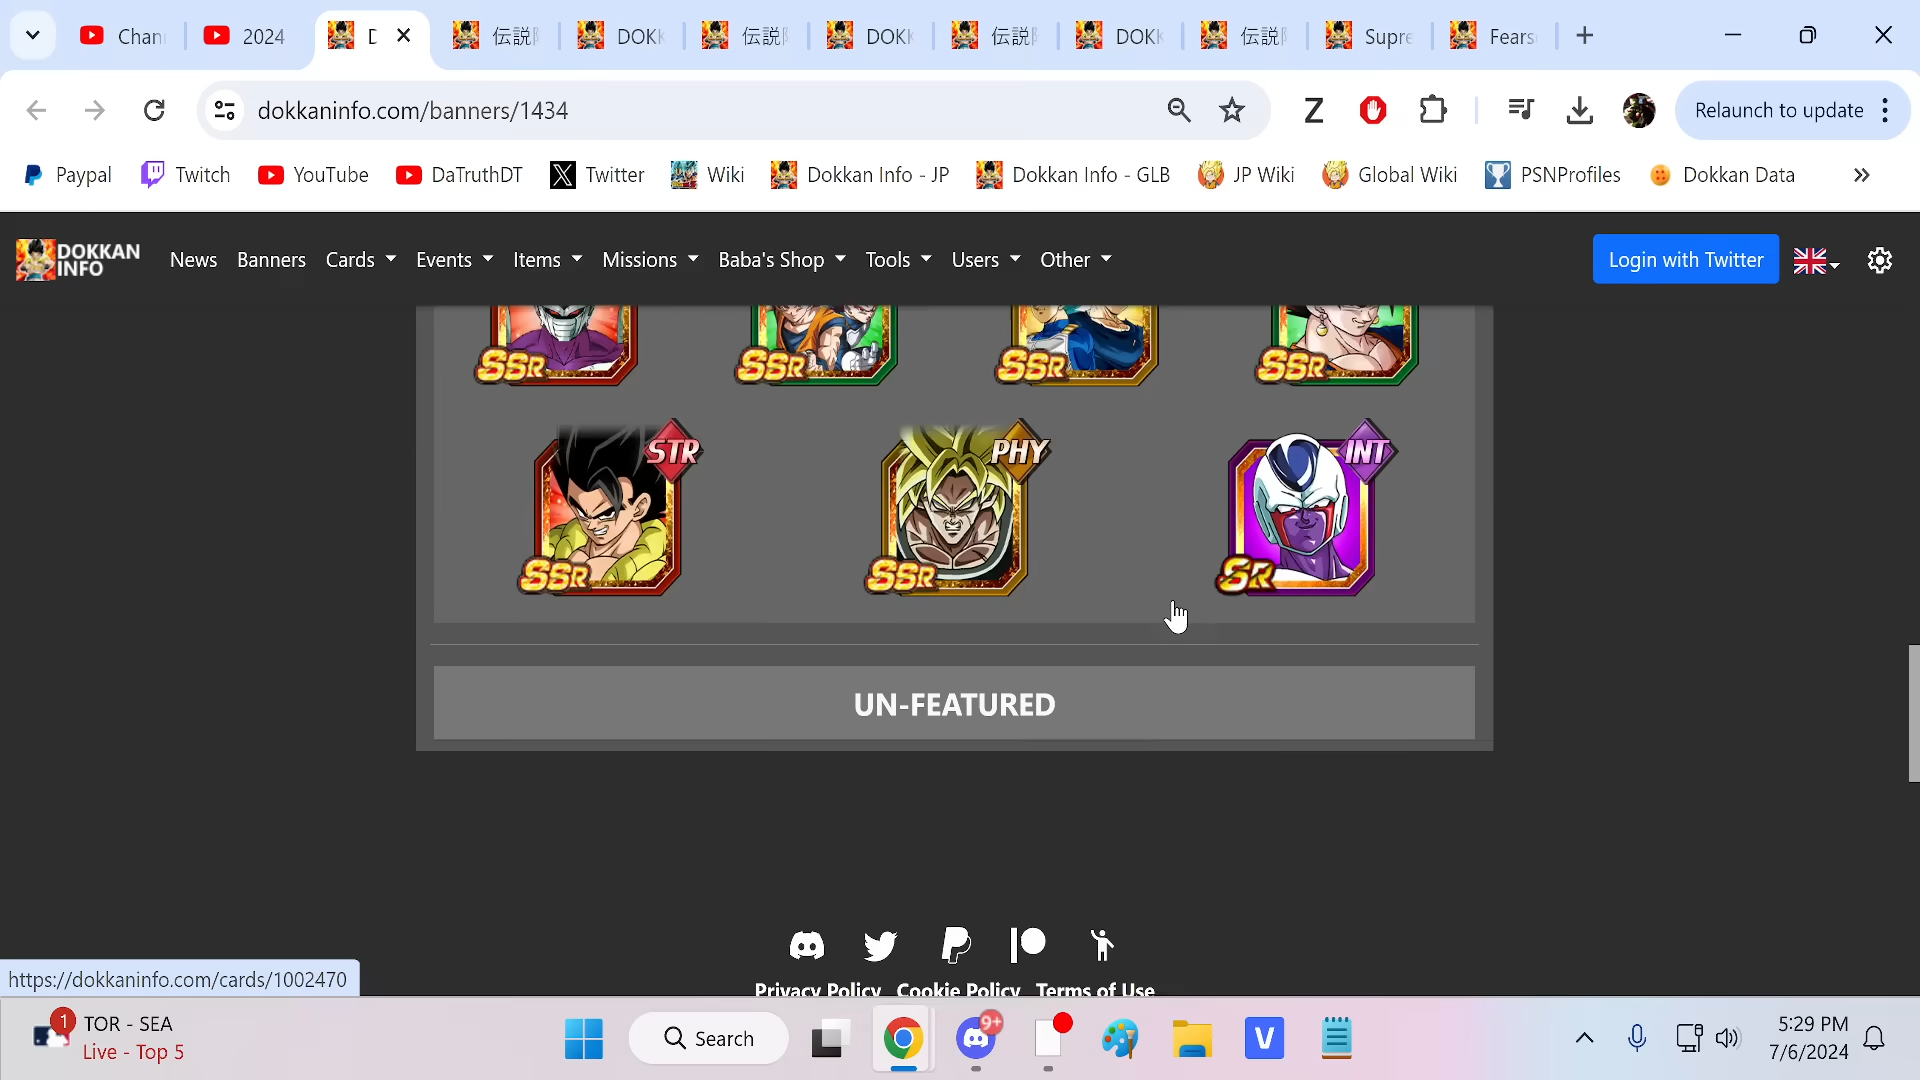 Chan
2024
D
伝説
DOKK
伝説
DOKK
伝説
DOKK
伝説
Supre
Fears
dokkaninfo.com/banners/1434
Z
Relaunch to update
Paypal
Twitch
YouTube
DaTruthDT
Twitter
Wiki
Dokkan Info - JP
Dokkan Info - GLB
JP Wiki
Global Wiki
PSNProfiles
Dokkan Data
»
DOKKAN
INFO
News
Banners
Cards
Events
Items
Missions
Baba's Shop
Tools
Users
Other
Login with Twitter
SSR
SSR
SSR
SSR
STR
SSR
PHY
SSR
INT
SR
UN-FEATURED
Privacy Policy Cookie Policy Terms of Use
https://dokkaninfo.com/cards/1002470
1
TOR - SEA
Live - Top 5
Search
9+
V
5:29 PM
7/6/2024